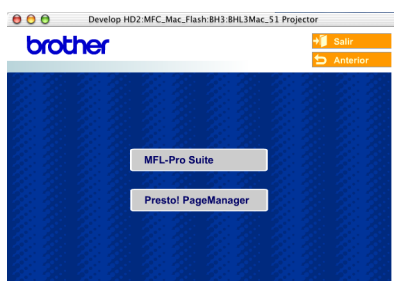 Develop HD2:MFC_Mac_Flash:BH3:BHL3Mac_51 Projector
brother
Salir
Anterior
MFL-Pro Suite
Presto! PageManager